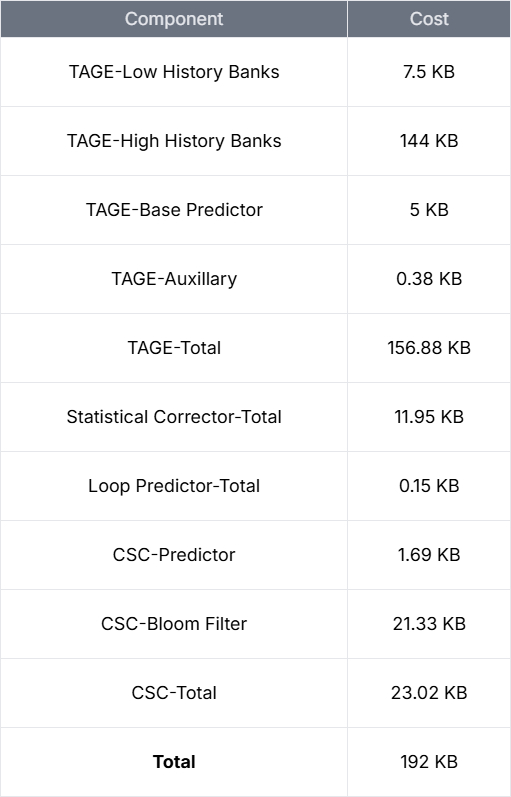 Component Cost
TAGE-Low History Banks 7.5 KB
TAGE-High History Banks 144 KB
TAGE-Base Predictor 5 KB
TAGE-Auxillary 0.38 KB
TAGE-Total 156.88 KB
Statistical Corrector-Total 11.95 KB
Loop Predictor-Total 0.15 KB
CSC-Predictor 1.69 KB
CSC-Bloom Filter 21.33 KB
CSC-Total 23.02 KB
Total 192 KB